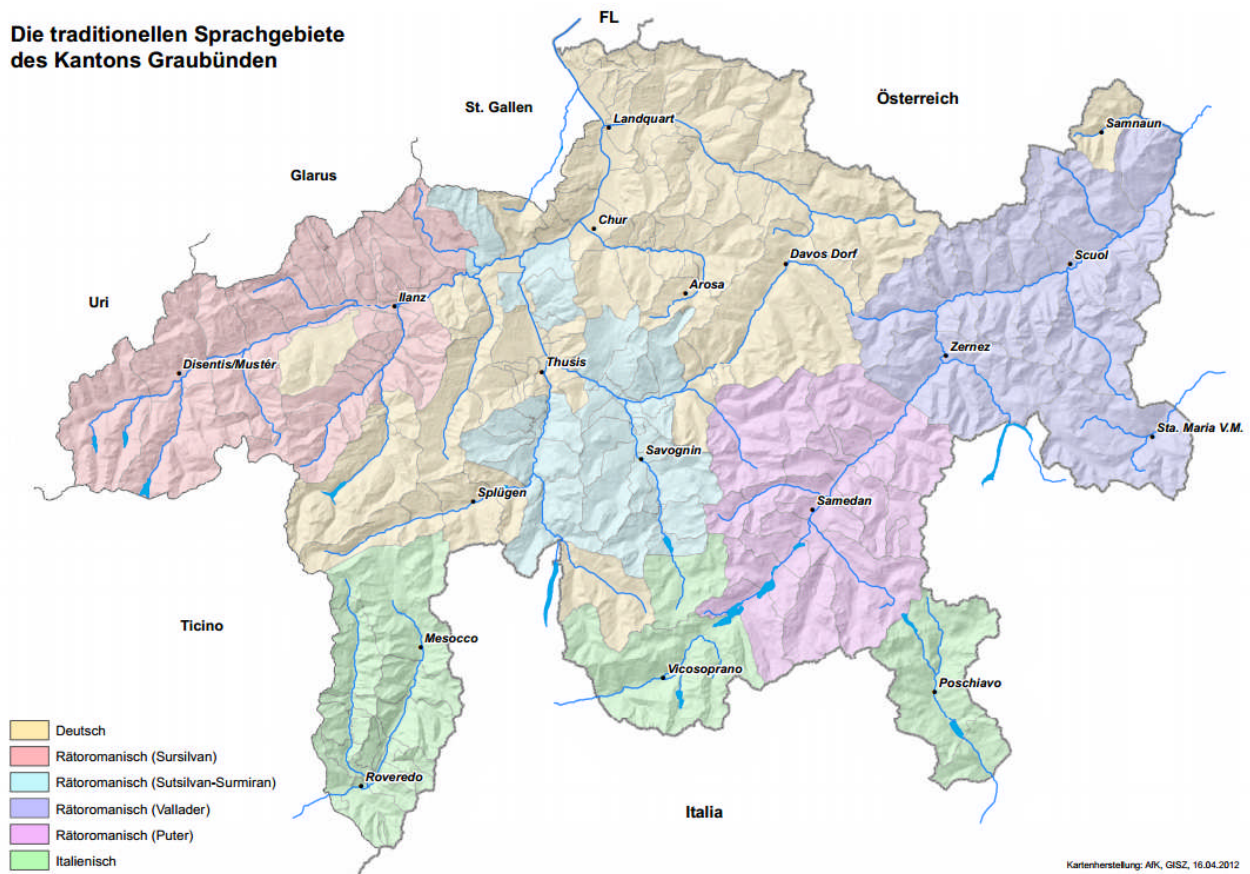 Die traditionellen Sprachgebiete
des Kantons Graubünden
FL
St. Gallen
Österreich
Glarus
Uri
Ticino
Italia
Landquart
Samnaun
Chur
Davos Dorf
Scuol
Arosa
Ilanz
Zernez
Disentis/Mustér
Thusis
Sta. Maria V.M.
Savognin
Splügen
Samedan
Mesocco
Vicosoprano
Poschiavo
Roveredo
Deutsch
Rätoromanisch (Sursilvan)
Rätoromanisch (Sutsilvan-Surmiran)
Rätoromanisch (Vallader)
Rätoromanisch (Puter)
Italienisch
Kartenherstellung: AfK, GISZ, 16.04.2012